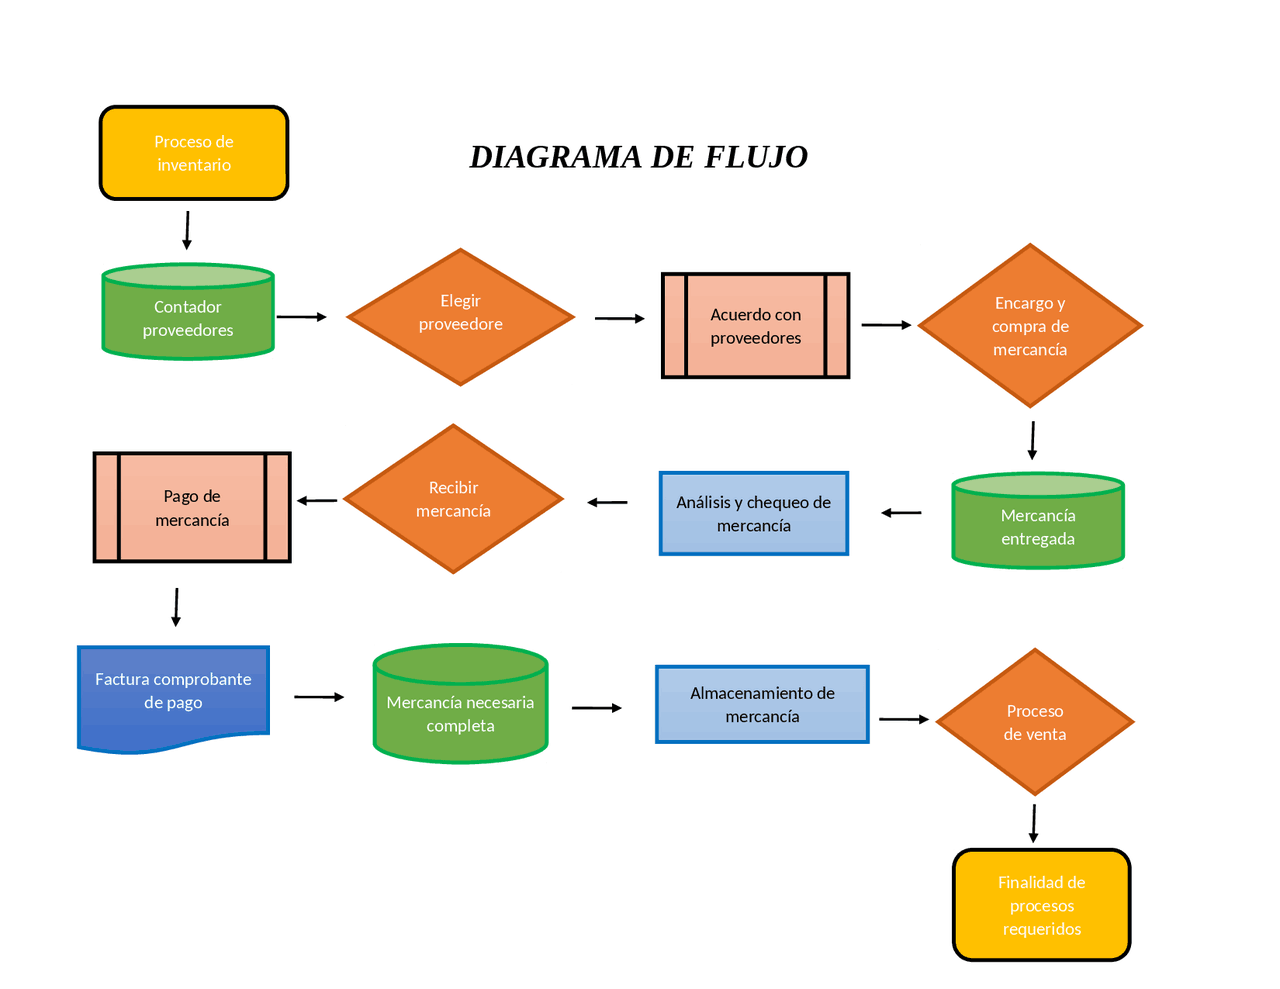 Proceso de
inventario
DIAGRAMA DE FLUJO
Contador
proveedores
Elegir
proveedore
Acuerdo con
proveedores
Encargo y
compra de
mercancía
Pago de
mercancía
Recibir
mercancía
Análisis y chequeo de
mercancía
Mercancía
entregada
Factura comprobante
de pago
Mercancía necesaria
completa
Almacenamiento de
mercancía
Proceso
de venta
Finalidad de
procesos
requeridos